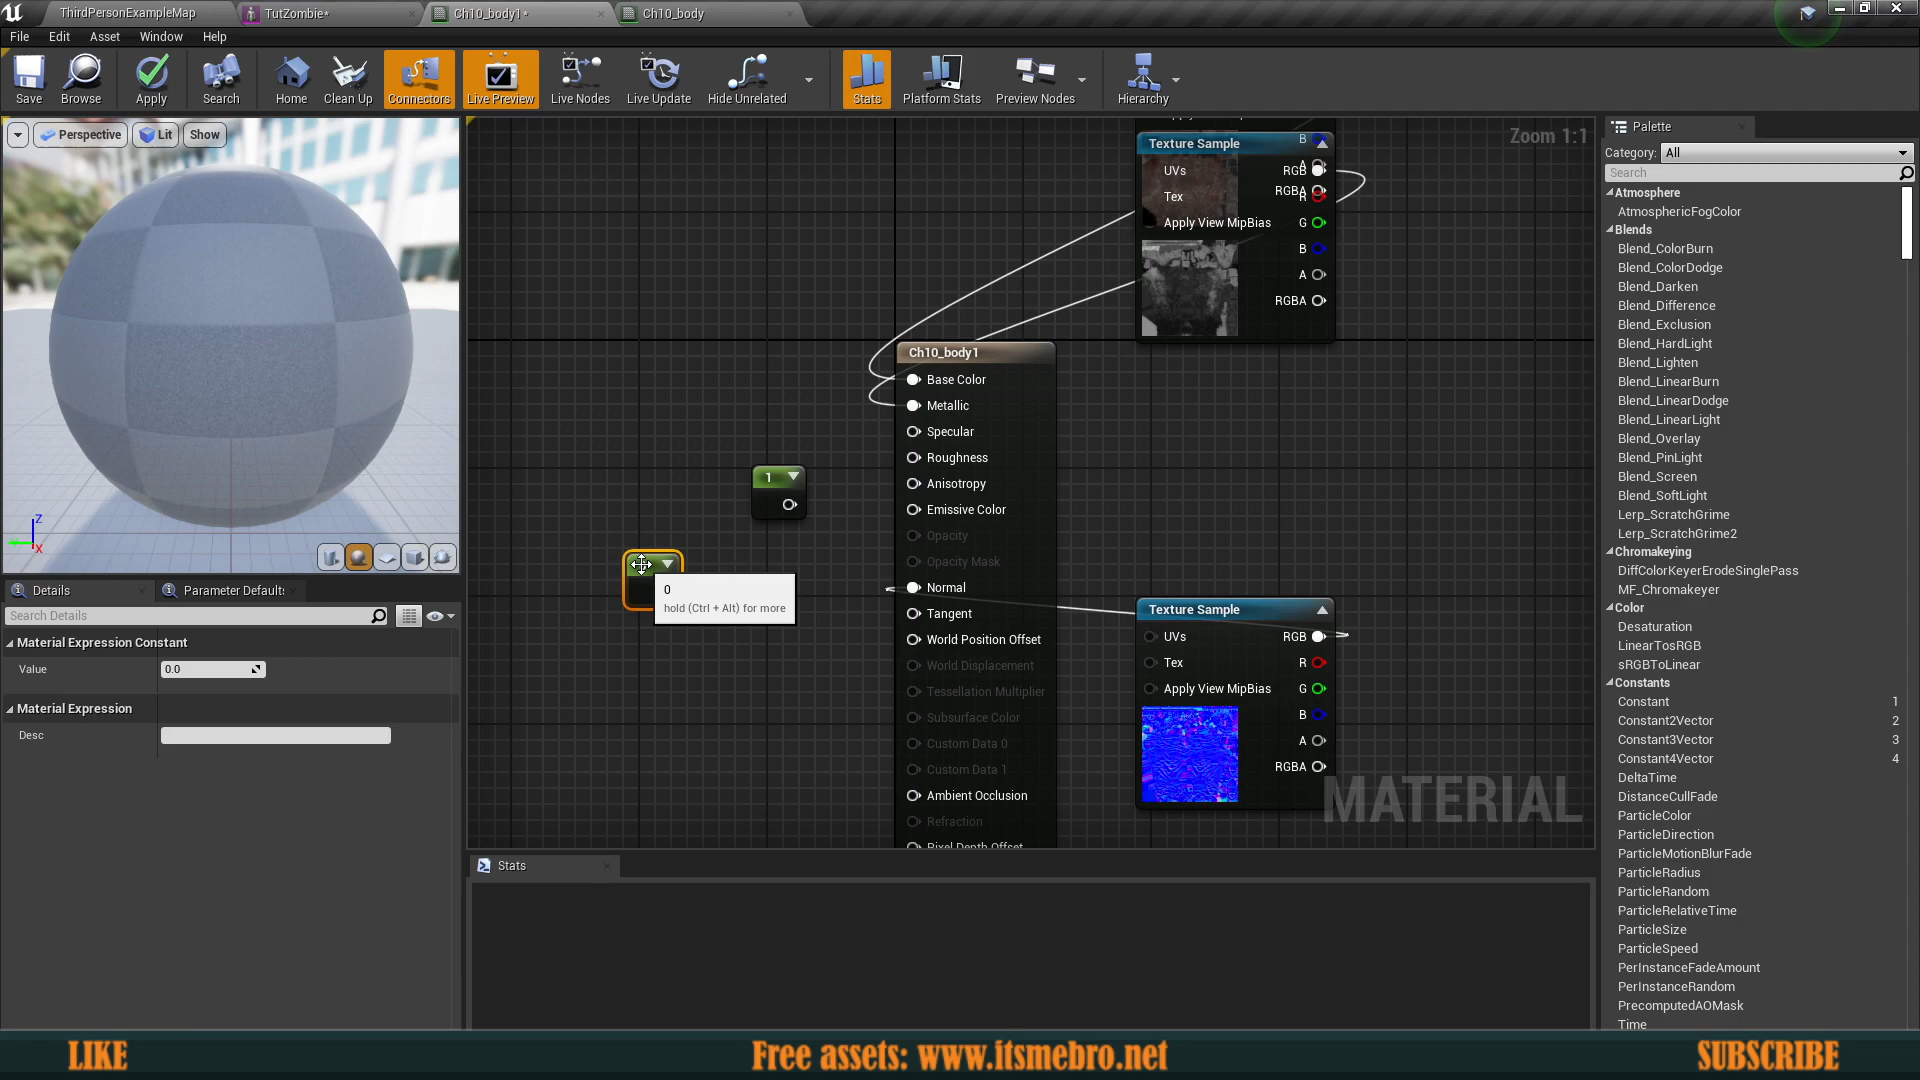 ThirdPersonExampleMap
TutZombie*
Ch10_body1*
Ch10_body
File Edit Asset Window Help
Save
Browse
Apply
Search
Home
Clean Up
Connectors
Live Preview
Live Nodes
Live Update
Hide Unrelated
Stats
Platform Stats
Preview Nodes
Hierarchy
Perspective
Lit
Show
Z
X
Zoom 1:1
B
Texture Sample
A
UVs
RGB
RGBA
Tex
R
Apply View MipBias
G
B
A
RGBA
Ch10_body1
Base Color
Metallic
Specular
Roughness
Anisotropy
Emissive Color
Opacity
Opacity Mask
Normal
Tangent
World Position Offset
World Displacement
Tessellation Multiplier
Subsurface Color
Custom Data 0
Custom Data 1
Ambient Occlusion
Refraction
Pixel Depth Offset
1
0
hold (Ctrl + Alt) for more
Texture Sample
UVs
RGB
Tex
R
Apply View MipBias
G
B
A
RGBA
MATERIAL
Details
Parameter Default:
Search Details
Material Expression Constant
Value
0.0
Material Expression
Desc
Stats
Palette
Category: All
Search
Atmosphere
AtmosphericFogColor
Blends
Blend_ColorBurn
Blend_ColorDodge
Blend_Darken
Blend_Difference
Blend_Exclusion
Blend_HardLight
Blend_Lighten
Blend_LinearBurn
Blend_LinearDodge
Blend_LinearLight
Blend_Overlay
Blend_PinLight
Blend_Screen
Blend_SoftLight
Lerp_ScratchGrime
Lerp_ScratchGrime2
Chromakeying
DiffColorKeyerErodeSinglePass
MF_Chromakeyer
Color
Desaturation
LinearTosRGB
sRGBToLinear
Constants
Constant 1
Constant2Vector 2
Constant3Vector 3
Constant4Vector 4
DeltaTime
DistanceCullFade
ParticleColor
ParticleDirection
ParticleMotionBlurFade
ParticleRadius
ParticleRandom
ParticleRelativeTime
ParticleSize
ParticleSpeed
PerInstanceFadeAmount
PerInstanceRandom
PrecomputedAOMask
Time
LIKE
Free assets: www.itsmebro.net
SUBSCRIBE